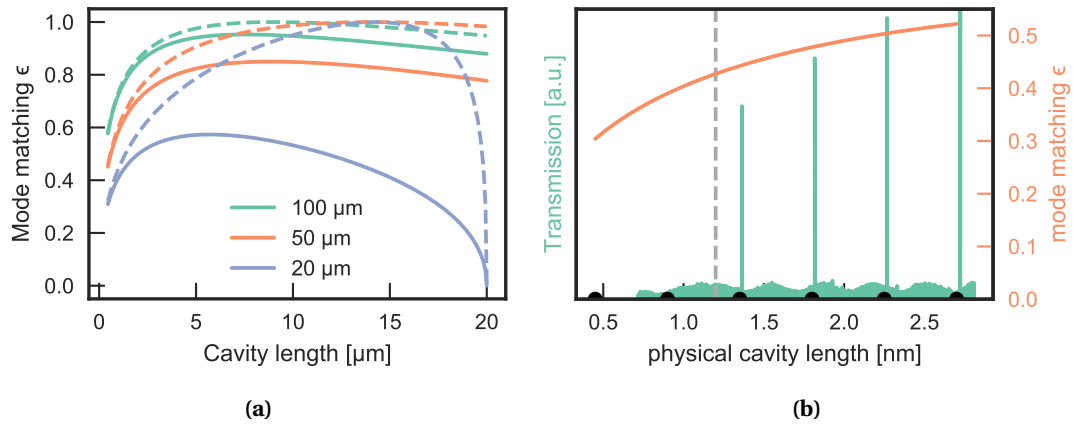 Mode matching ϵ
1.0
0.8
0.6
0.4
0.2
0.0
100 µm
50 µm
20 µm
0
5
10
15
20
Cavity length [µm]
(a)
Transmission [a.u.]
0.5
1.0
1.5
2.0
2.5
physical cavity length [nm]
0.5
0.4
0.3
0.2
0.1
0.0
mode matching ϵ
(b)